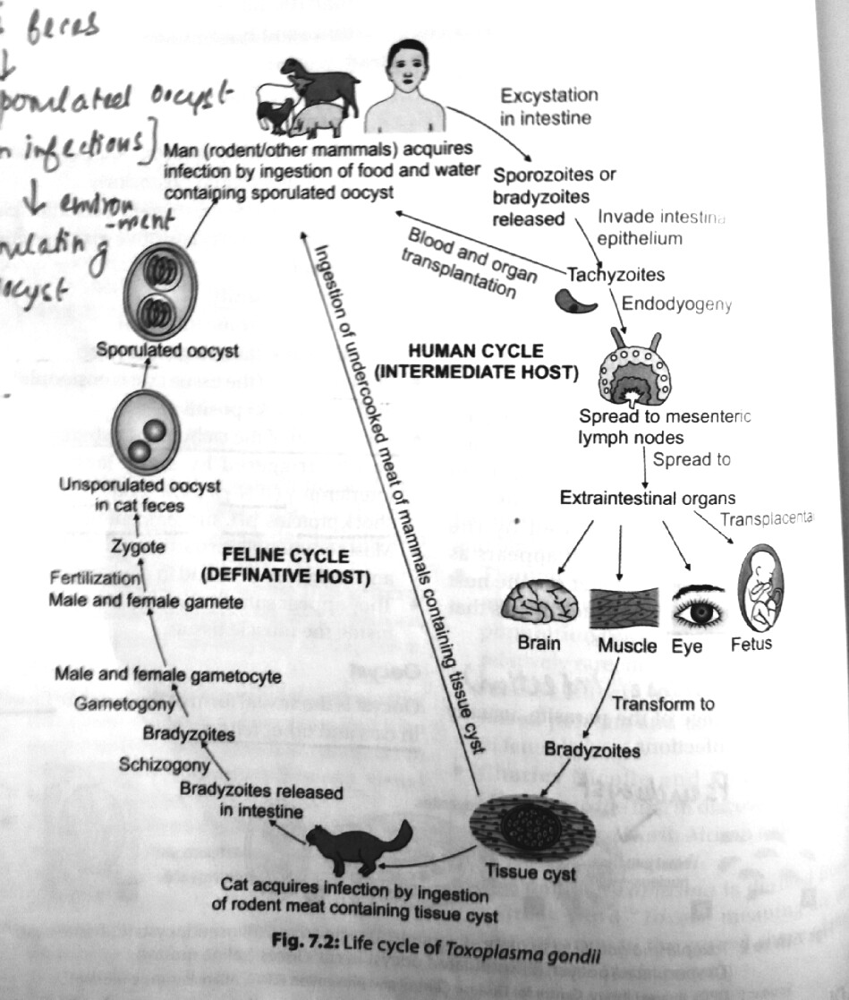 feces
oocyst
infections]
environ
-ment
Man (rodent/other mammals) acquires
infection by ingestion of food and water
containing sporulated oocyst
Excystation
in intestine
Sporozoites or
bradyzoites
released
Invade intestina
epithelium
Blood and organ
transplantation
Tachyzoites
Endodyogeny
HUMAN CYCLE
(INTERMEDIATE HOST)
Spread to mesenteric
lymph nodes
Spread to
Extraintestinal organs
Transplacenta
Brain
Muscle
Eye
Fetus
Transform to
Bradyzoites
Tissue cyst
Ingestion of undercooked meat of mammals containing tissue cyst
Sporulated oocyst
Unsporulated oocyst
in cat feces
Zygote
Fertilization
Male and female gamete
FELINE CYCLE
(DEFINATIVE HOST)
Male and female gametocyte
Gametogony
Bradyzoites
Schizogony
Bradyzoites released
in intestine
Cat acquires infection by ingestion
of rodent meat containing tissue cyst
Fig. 7.2: Life cycle of Toxoplasma gondii